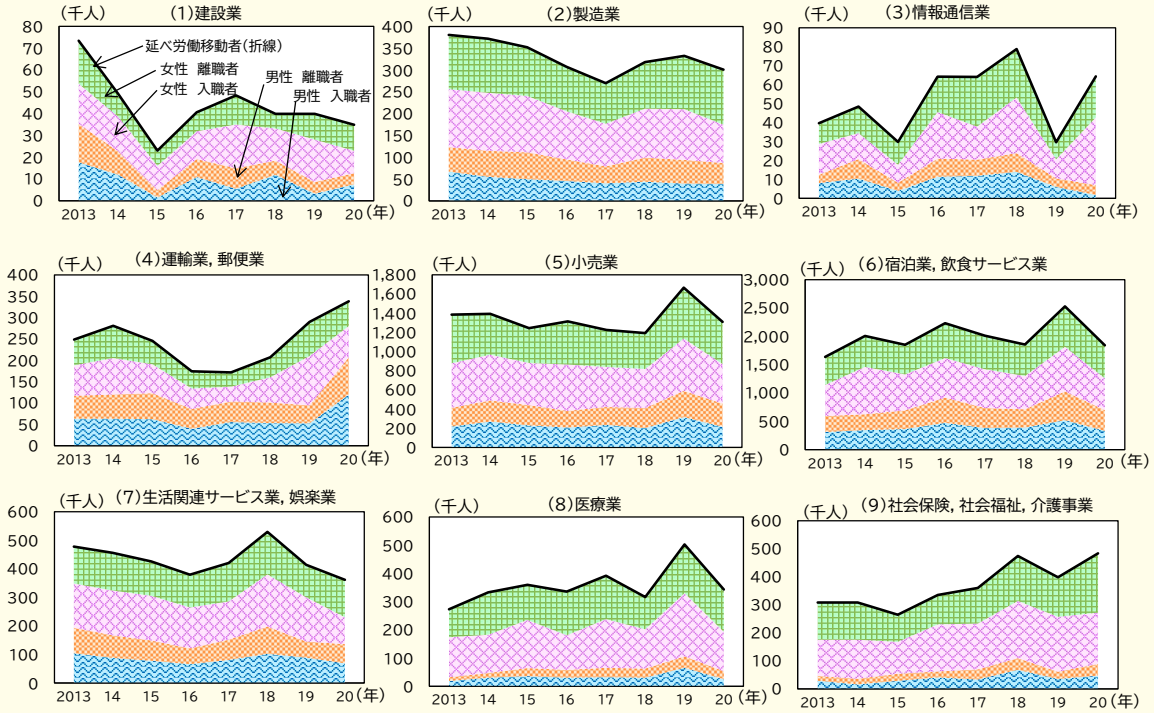 (千人)
(1)建設業
80
70
60
50
40
30
20
10
0
延べ労働移動者(折線)
女性 離職者
女性 入職者
男性 離職者
男性 入職者
2013 14 15 16 17 18 19 20(年)
(千人)
(2)製造業
400
350
300
250
200
150
100
50
0
2013 14 15 16 17 18 19 20(年)
(千人)
(3)情報通信業
90
80
70
60
50
40
30
20
10
0
2013 14 15 16 17 18 19 20(年)
(千人)
(4)運輸業,郵便業
400
350
300
250
200
150
100
50
0
2013 14 15 16 17 18 19 20(年)
(千人)
(5)小売業
1,800
1,600
1,400
1,200
1,000
800
600
400
200
0
2013 14 15 16 17 18 19 20(年)
(千人)
(6)宿泊業,飲食サービス業
3,000
2,500
2,000
1,500
1,000
500
0
2013 14 15 16 17 18 19 20(年)
(千人)
(7)生活関連サービス業,娯楽業
600
500
400
300
200
100
0
2013 14 15 16 17 18 19 20(年)
(千人)
(8)医療業
600
500
400
300
200
100
0
2013 14 15 16 17 18 19 20(年)
(千人)
(9)社会保険,社会福祉,介護事業
600
500
400
300
200
100
0
2013 14 15 16 17 18 19 20(年)